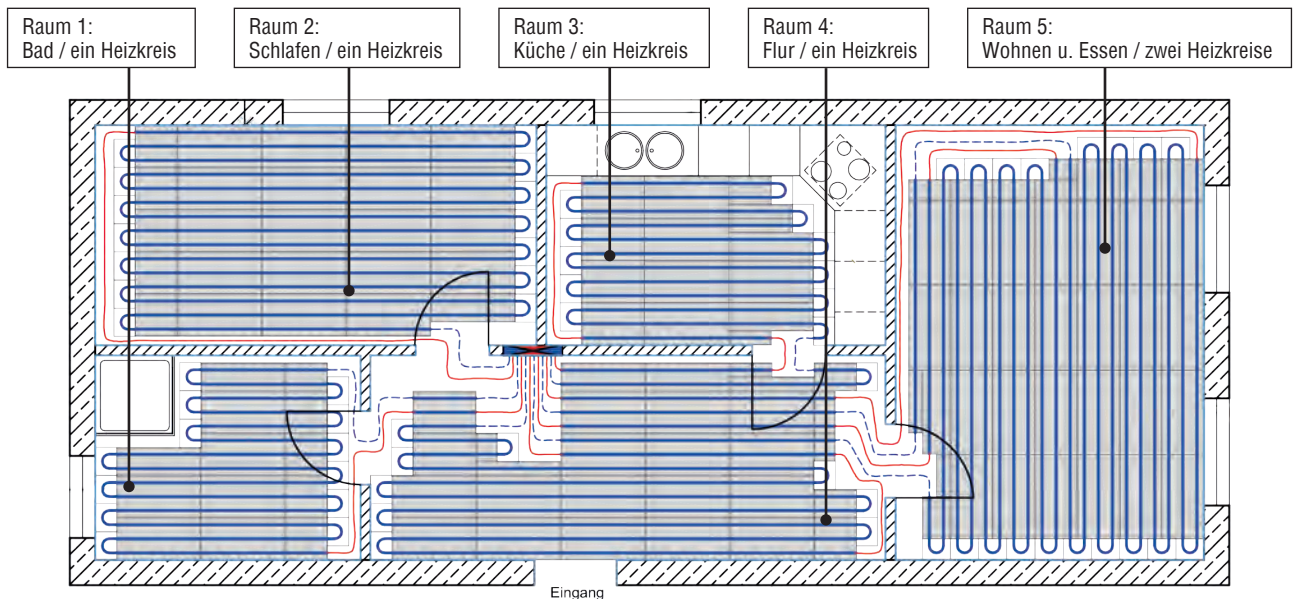 Raum 1:
Bad / ein Heizkreis
Raum 2:
Schlafen / ein Heizkreis
Raum 3:
Küche / ein Heizkreis
Raum 4:
Flur / ein Heizkreis
Raum 5:
Wohnen u. Essen / zwei Heizkreise
Eingang